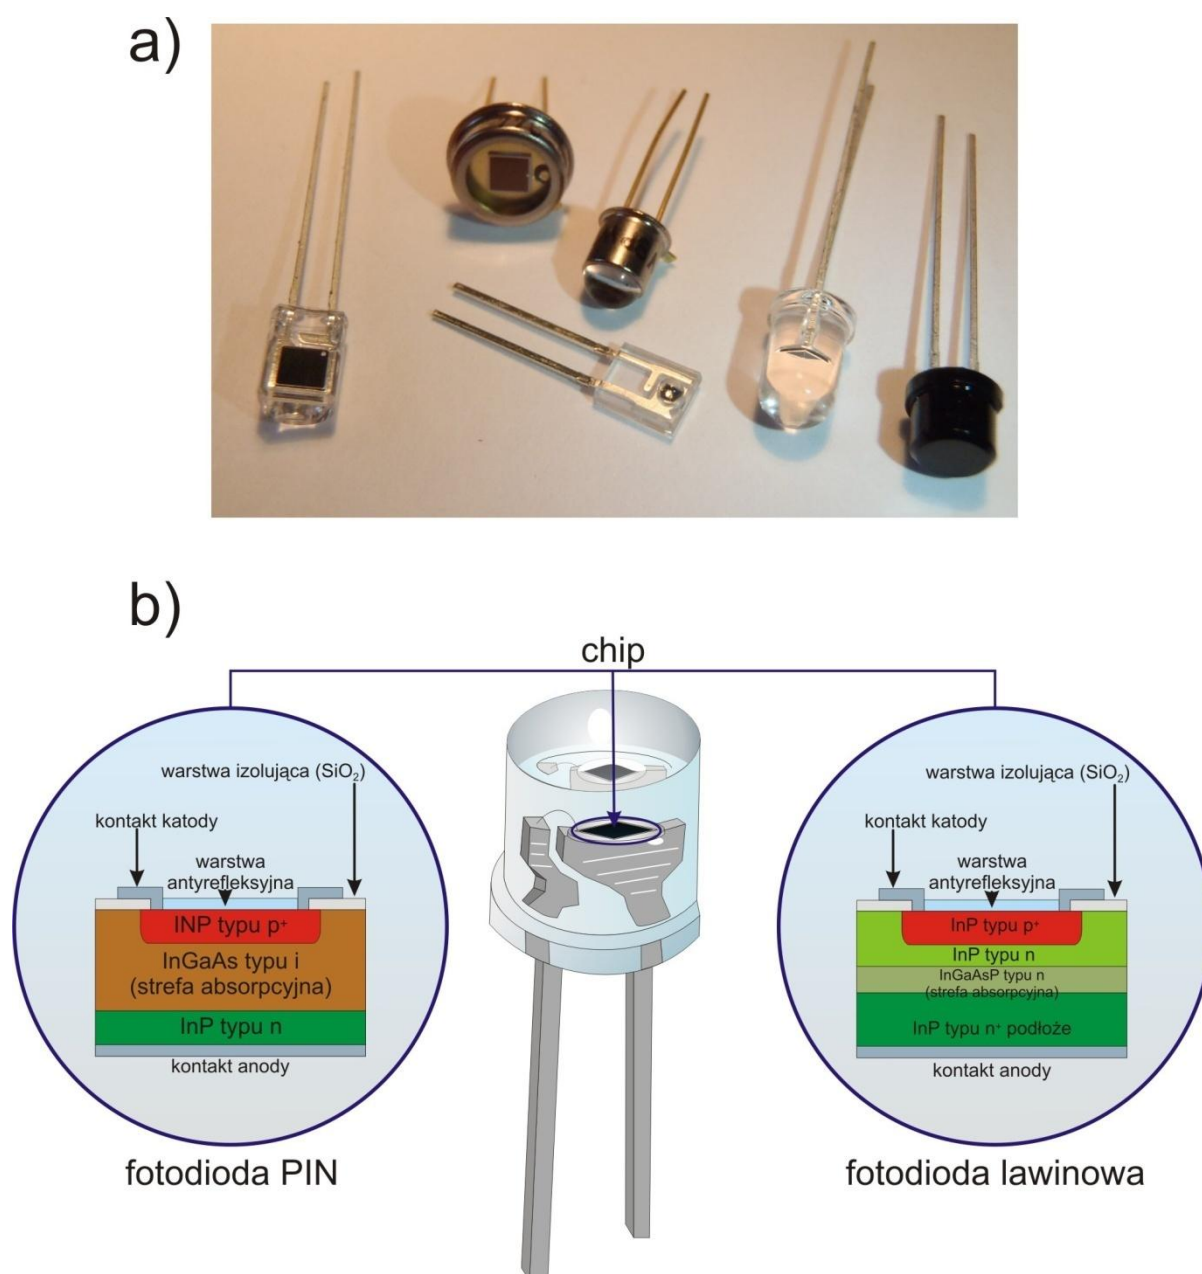 a)
b)
chip
warstwa izolująca (SiO₂)
kontakt katody
warstwa
antyrefleksyjna
INP typu p⁺
InGaAs typu i
(strefa absorpcyjna)
InP typu n
kontakt anody
fotodioda PIN
warstwa izolująca (SiO₂)
kontakt katody
warstwa
antyrefleksyjna
InP typu p⁺
InP typu n
InGaAsP typu n
(strefa absorpcyjna)
InP typu n⁺ podłoże
kontakt anody
fotodioda lawinowa